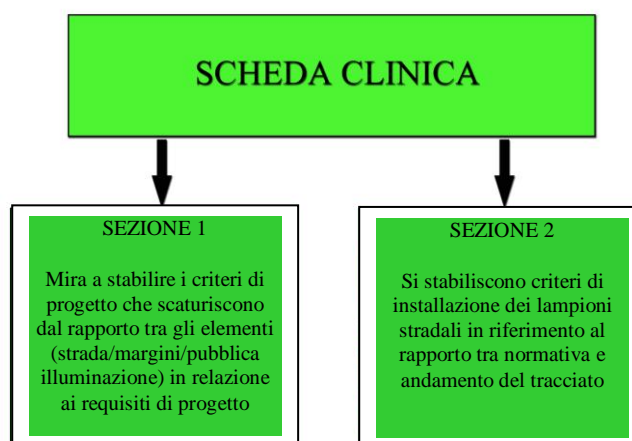 SCHEDA CLINICA
SEZIONE 1
Mira a stabilire i criteri di
progetto che scaturiscono
dal rapporto tra gli elementi
(strada/margini/pubblica
illuminazione) in relazione
ai requisiti di progetto
SEZIONE 2
Si stabiliscono criteri di
installazione dei lampioni
stradali in riferimento al
rapporto tra normativa e
andamento del tracciato